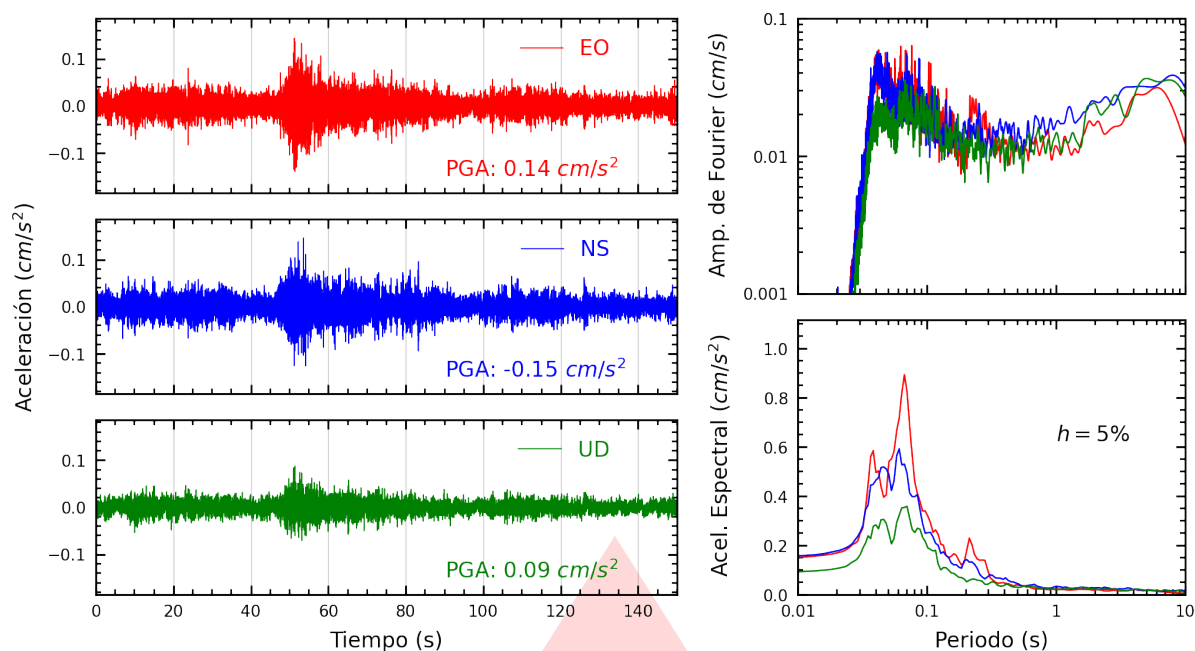 Aceleración (cm/s²)
0.1
0.0
−0.1
EO
PGA: 0.14 cm/s²
0.1
0.0
−0.1
NS
PGA: -0.15 cm/s²
0.1
0.0
−0.1
UD
PGA: 0.09 cm/s²
0 20 40 60 80 100 120 140
Tiempo (s)
Amp. de Fourier (cm/s)
0.1
0.01
0.001
Acel. Espectral (cm/s²)
1.0
0.8
0.6
0.4
0.2
0.0
h = 5%
0.01 0.1 1 10
Periodo (s)